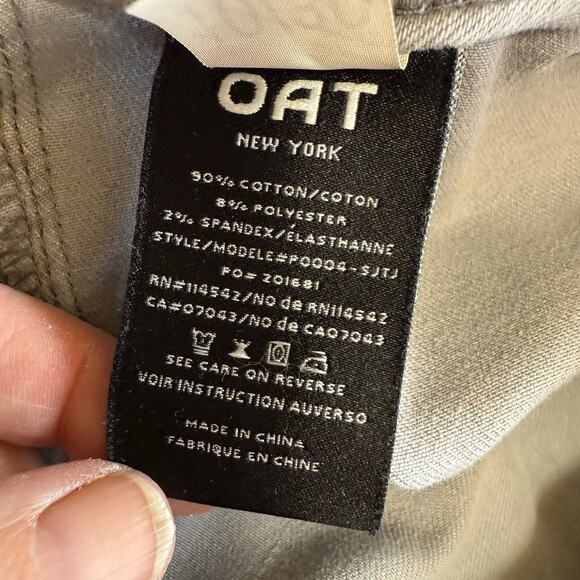 OAT
NEW YORK
90% COTTON/COTON
8% POLYESTER
2% SPANDEX/ÉLASTHANNE
STYLE/MODELE#P0004-SJTJ
PO# 201681
RN#114542/NO de RN114542
CA#07043/NO de CA07043
SEE CARE ON REVERSE
VOIR INSTRUCTION AUVERSO
MADE IN CHINA
FABRIQUE EN CHINE